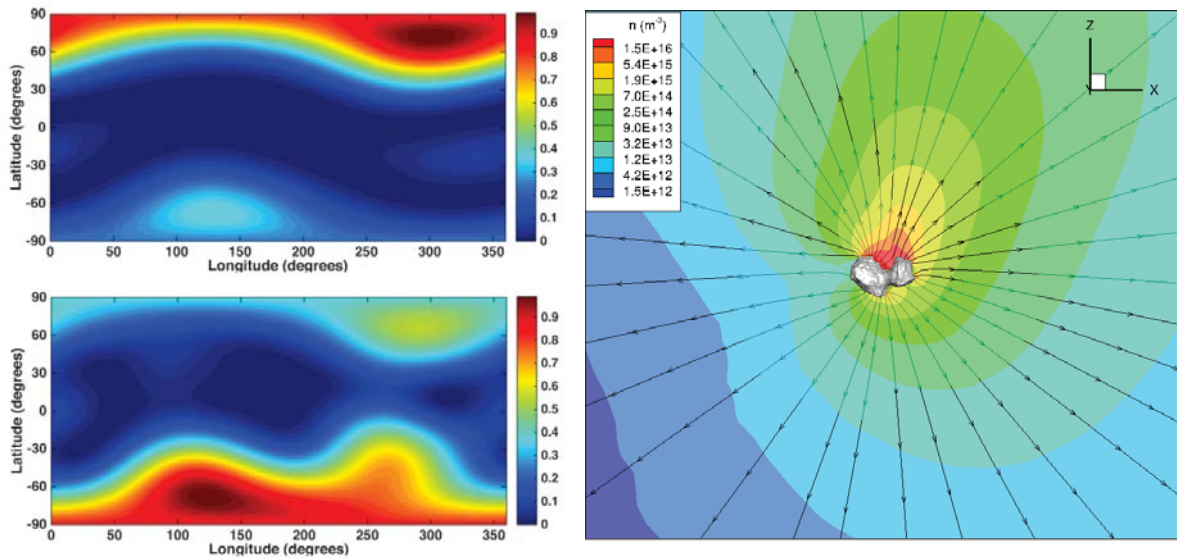 90
60
30
0
-30
-60
-90
Latitude (degrees)
0 50 100 150 200 250 300 350
Longitude (degrees)
0.9
0.8
0.7
0.6
0.5
0.4
0.3
0.2
0.1
0
90
60
30
0
-30
-60
-90
Latitude (degrees)
0 50 100 150 200 250 300 350
Longitude (degrees)
0.9
0.8
0.7
0.6
0.5
0.4
0.3
0.2
0.1
0
n (m⁻³)
1.5E+16
5.4E+15
1.9E+15
7.0E+14
2.5E+14
9.0E+13
3.2E+13
1.2E+13
4.2E+12
1.5E+12
Z
X